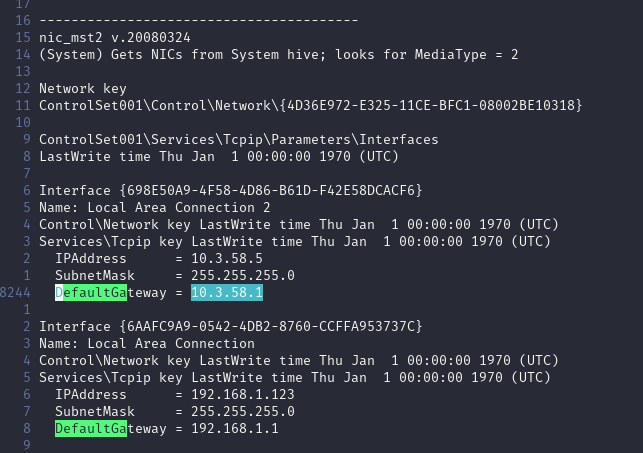 17
16 ---------------------------------------
15 nic_mst2 v.20080324
14 (System) Gets NICs from System hive; looks for MediaType = 2
13
12 Network key
11 ControlSet001\Control\Network\{4D36E972-E325-11CE-BFC1-08002BE10318}
10
9 ControlSet001\Services\Tcpip\Parameters\Interfaces
8 LastWrite time Thu Jan  1 00:00:00 1970 (UTC)
7
6 Interface {698E50A9-4F58-4D86-B61D-F42E58DCACF6}
5 Name: Local Area Connection 2
4 Control\Network key LastWrite time Thu Jan  1 00:00:00 1970 (UTC)
3 Services\Tcpip key LastWrite time Thu Jan  1 00:00:00 1970 (UTC)
2   IPAddress      = 10.3.58.5
1   SubnetMask     = 255.255.255.0
8244   DefaultGateway = 10.3.58.1
1
2 Interface {6AAFC9A9-0542-4DB2-8760-CCFFA953737C}
3 Name: Local Area Connection
4 Control\Network key LastWrite time Thu Jan  1 00:00:00 1970 (UTC)
5 Services\Tcpip key LastWrite time Thu Jan  1 00:00:00 1970 (UTC)
6   IPAddress      = 192.168.1.123
7   SubnetMask     = 255.255.255.0
8   DefaultGateway = 192.168.1.1
9